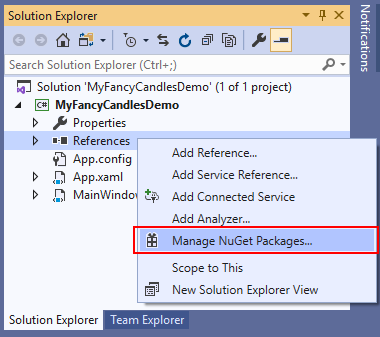 Solution Explorer
Notifications
Search Solution Explorer (Ctrl+;)
Solution 'MyFancyCandlesDemo' (1 of 1 project)
C# MyFancyCandlesDemo
Properties
References
App.config
App.xaml
MainWindow
Add Reference...
Add Service Reference...
Add Connected Service
Add Analyzer...
Manage NuGet Packages...
Scope to This
New Solution Explorer View
Solution Explorer Team Explorer